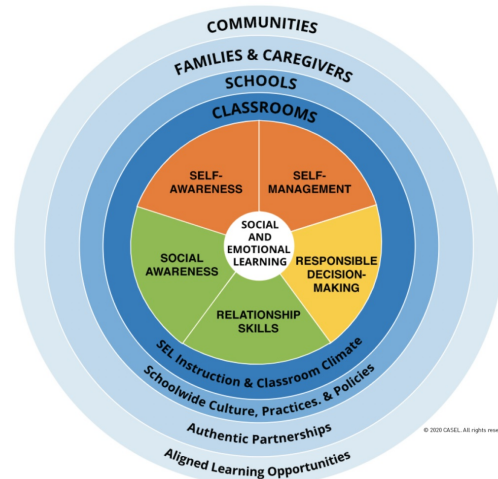 COMMUNITIES
FAMILIES & CAREGIVERS
SCHOOLS
CLASSROOMS
SELF-
AWARENESS
SELF-
MANAGEMENT
SOCIAL
AND
EMOTIONAL
LEARNING
SOCIAL
AWARENESS
RESPONSIBLE
DECISION-
MAKING
RELATIONSHIP
SKILLS
SEL Instruction & Classroom Climate
Schoolwide Culture, Practices. & Policies
Authentic Partnerships
Aligned Learning Opportunities
© 2020 CASEL. All rights rese